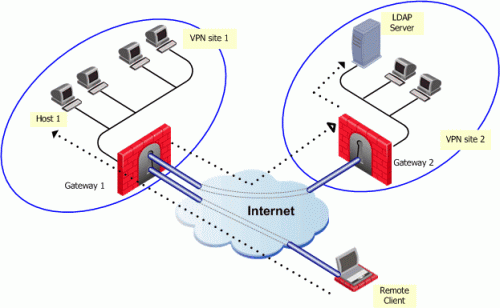 VPN site 1
LDAP
Server
Host 1
Gateway 1
VPN site 2
Gateway 2
Internet
Remote
Client